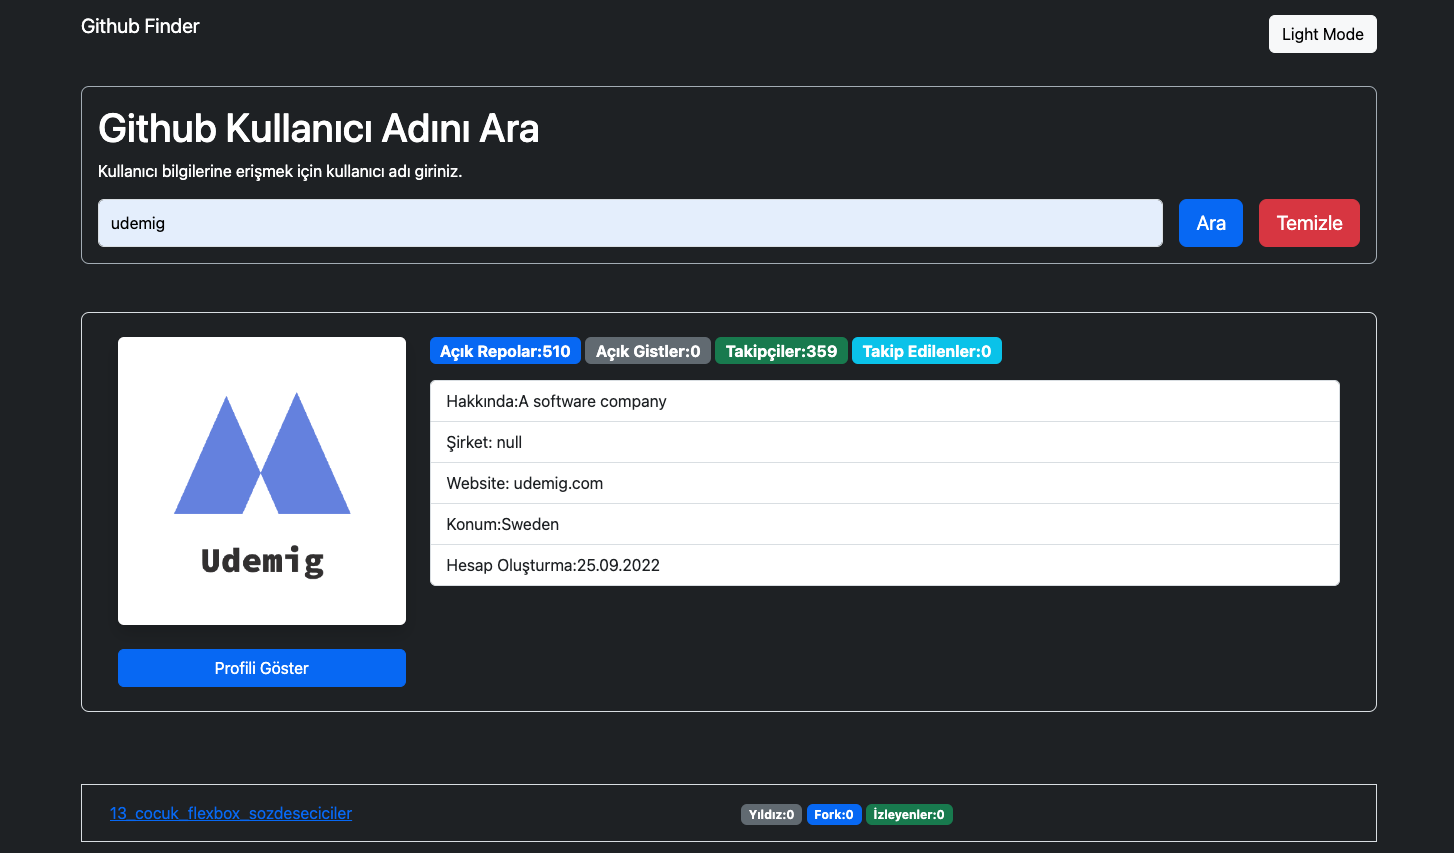 Github Finder
Light Mode
Github Kullanıcı Adını Ara
Kullanıcı bilgilerine erişmek için kullanıcı adı giriniz.
udemig
Ara
Temizle
Udemig
Profili Göster
Açık Repolar:510 Açık Gistler:0 Takipçiler:359 Takip Edilenler:0
Hakkında:A software company
Şirket: null
Website: udemig.com
Konum:Sweden
Hesap Oluşturma:25.09.2022
13_cocuk_flexbox_sozdeseciciler
Yıldız:0 Fork:0 İzleyenler:0